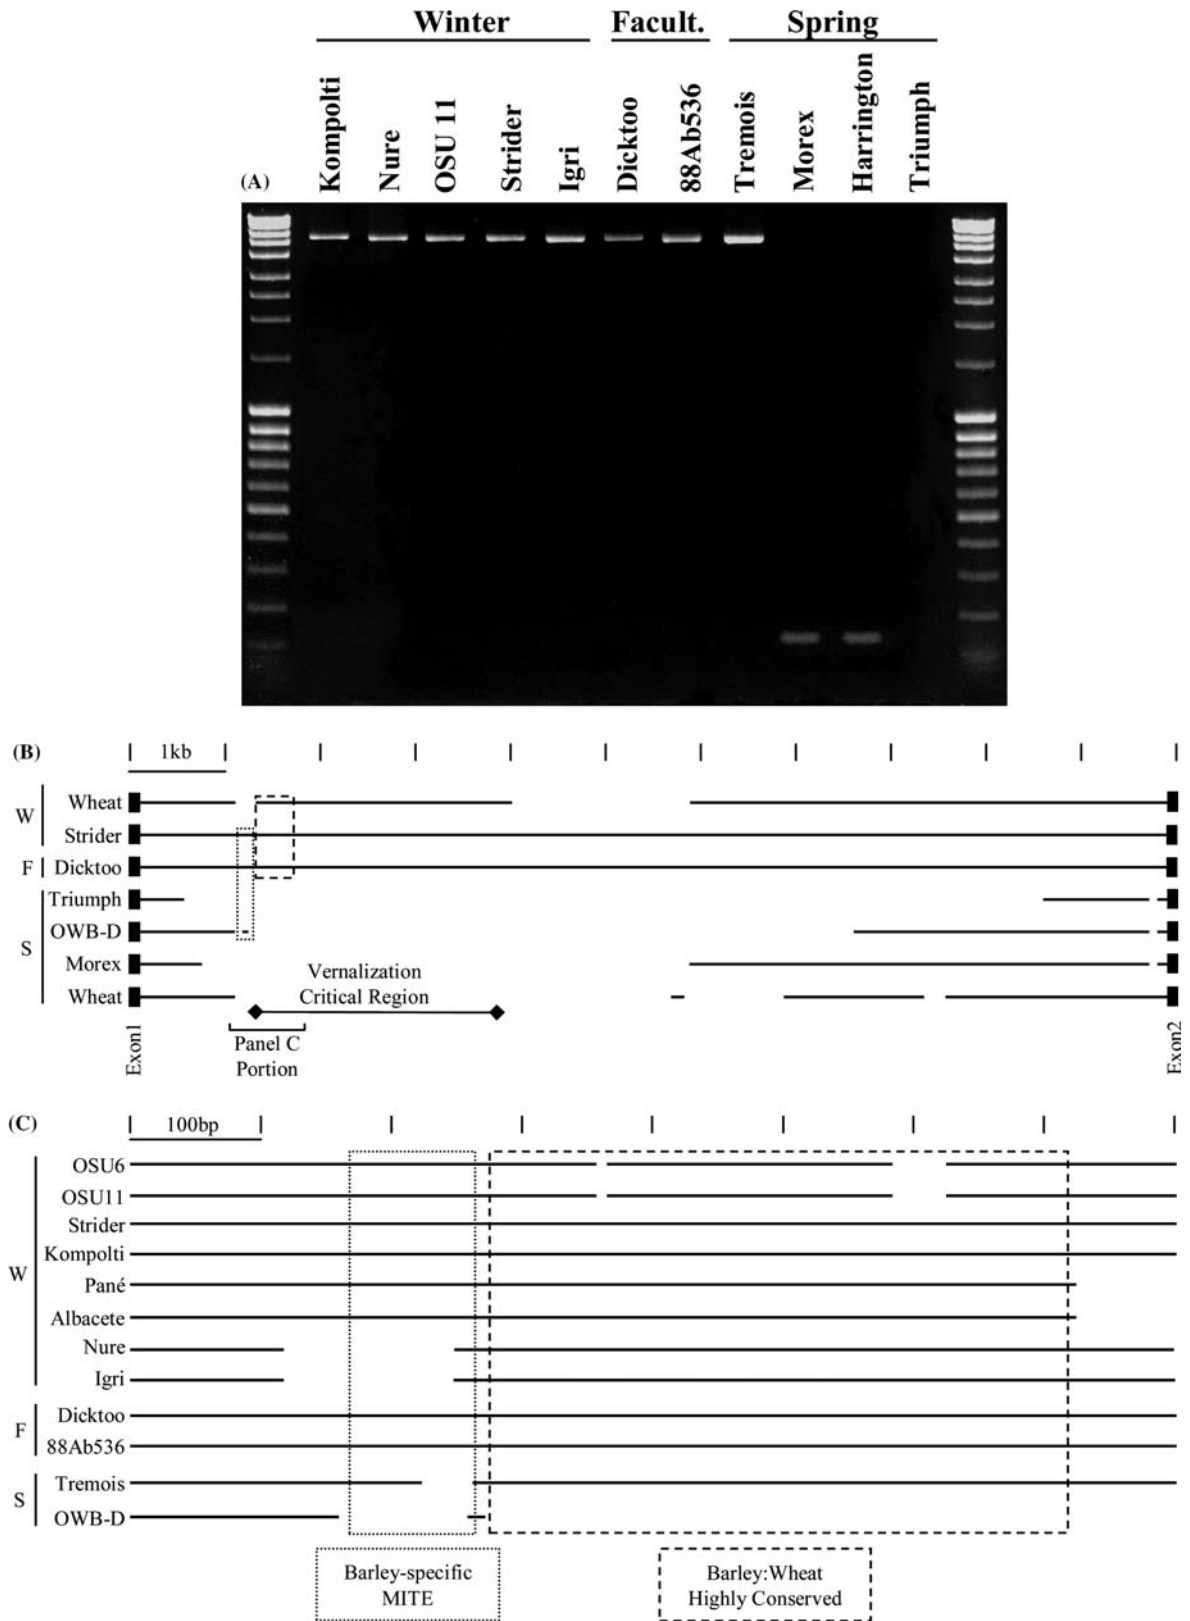 Winter Facult. Spring
Kompolti
Nure
OSU 11
Strider
Igri
Dicktoo
88Ab536
Tremois
Morex
Harrington
Triumph
(A)
(B)
1kb
W
Wheat
Strider
F
Dicktoo
S
Triumph
OWB-D
Morex
Wheat
Vernalization
Critical Region
Panel C
Portion
Exon1
Exon2
(C)
100bp
W
OSU6
OSU11
Strider
Kompolti
Pané
Albacete
Nure
Igri
F
Dicktoo
88Ab536
S
Tremois
OWB-D
Barley-specific
MITE
Barley:Wheat
Highly Conserved